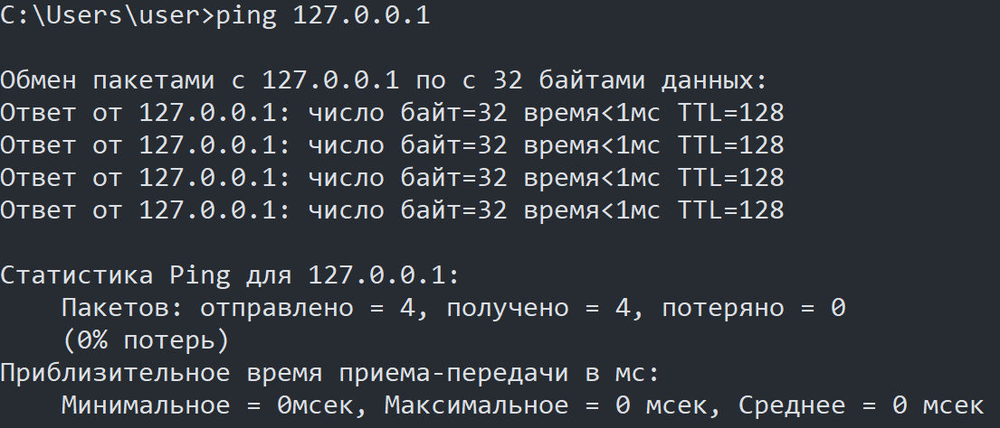 C:\Users\user>ping 127.0.0.1
Обмен пакетами с 127.0.0.1 по с 32 байтами данных:
Ответ от 127.0.0.1: число байт=32 время<1мс TTL=128
Ответ от 127.0.0.1: число байт=32 время<1мс TTL=128
Ответ от 127.0.0.1: число байт=32 время<1мс TTL=128
Ответ от 127.0.0.1: число байт=32 время<1мс TTL=128
Статистика Ping для 127.0.0.1:
Пакетов: отправлено = 4, получено = 4, потеряно = 0
(0% потерь)
Приблизительное время приема-передачи в мс:
Минимальное = 0мсек, Максимальное = 0 мсек, Среднее = 0 мсек